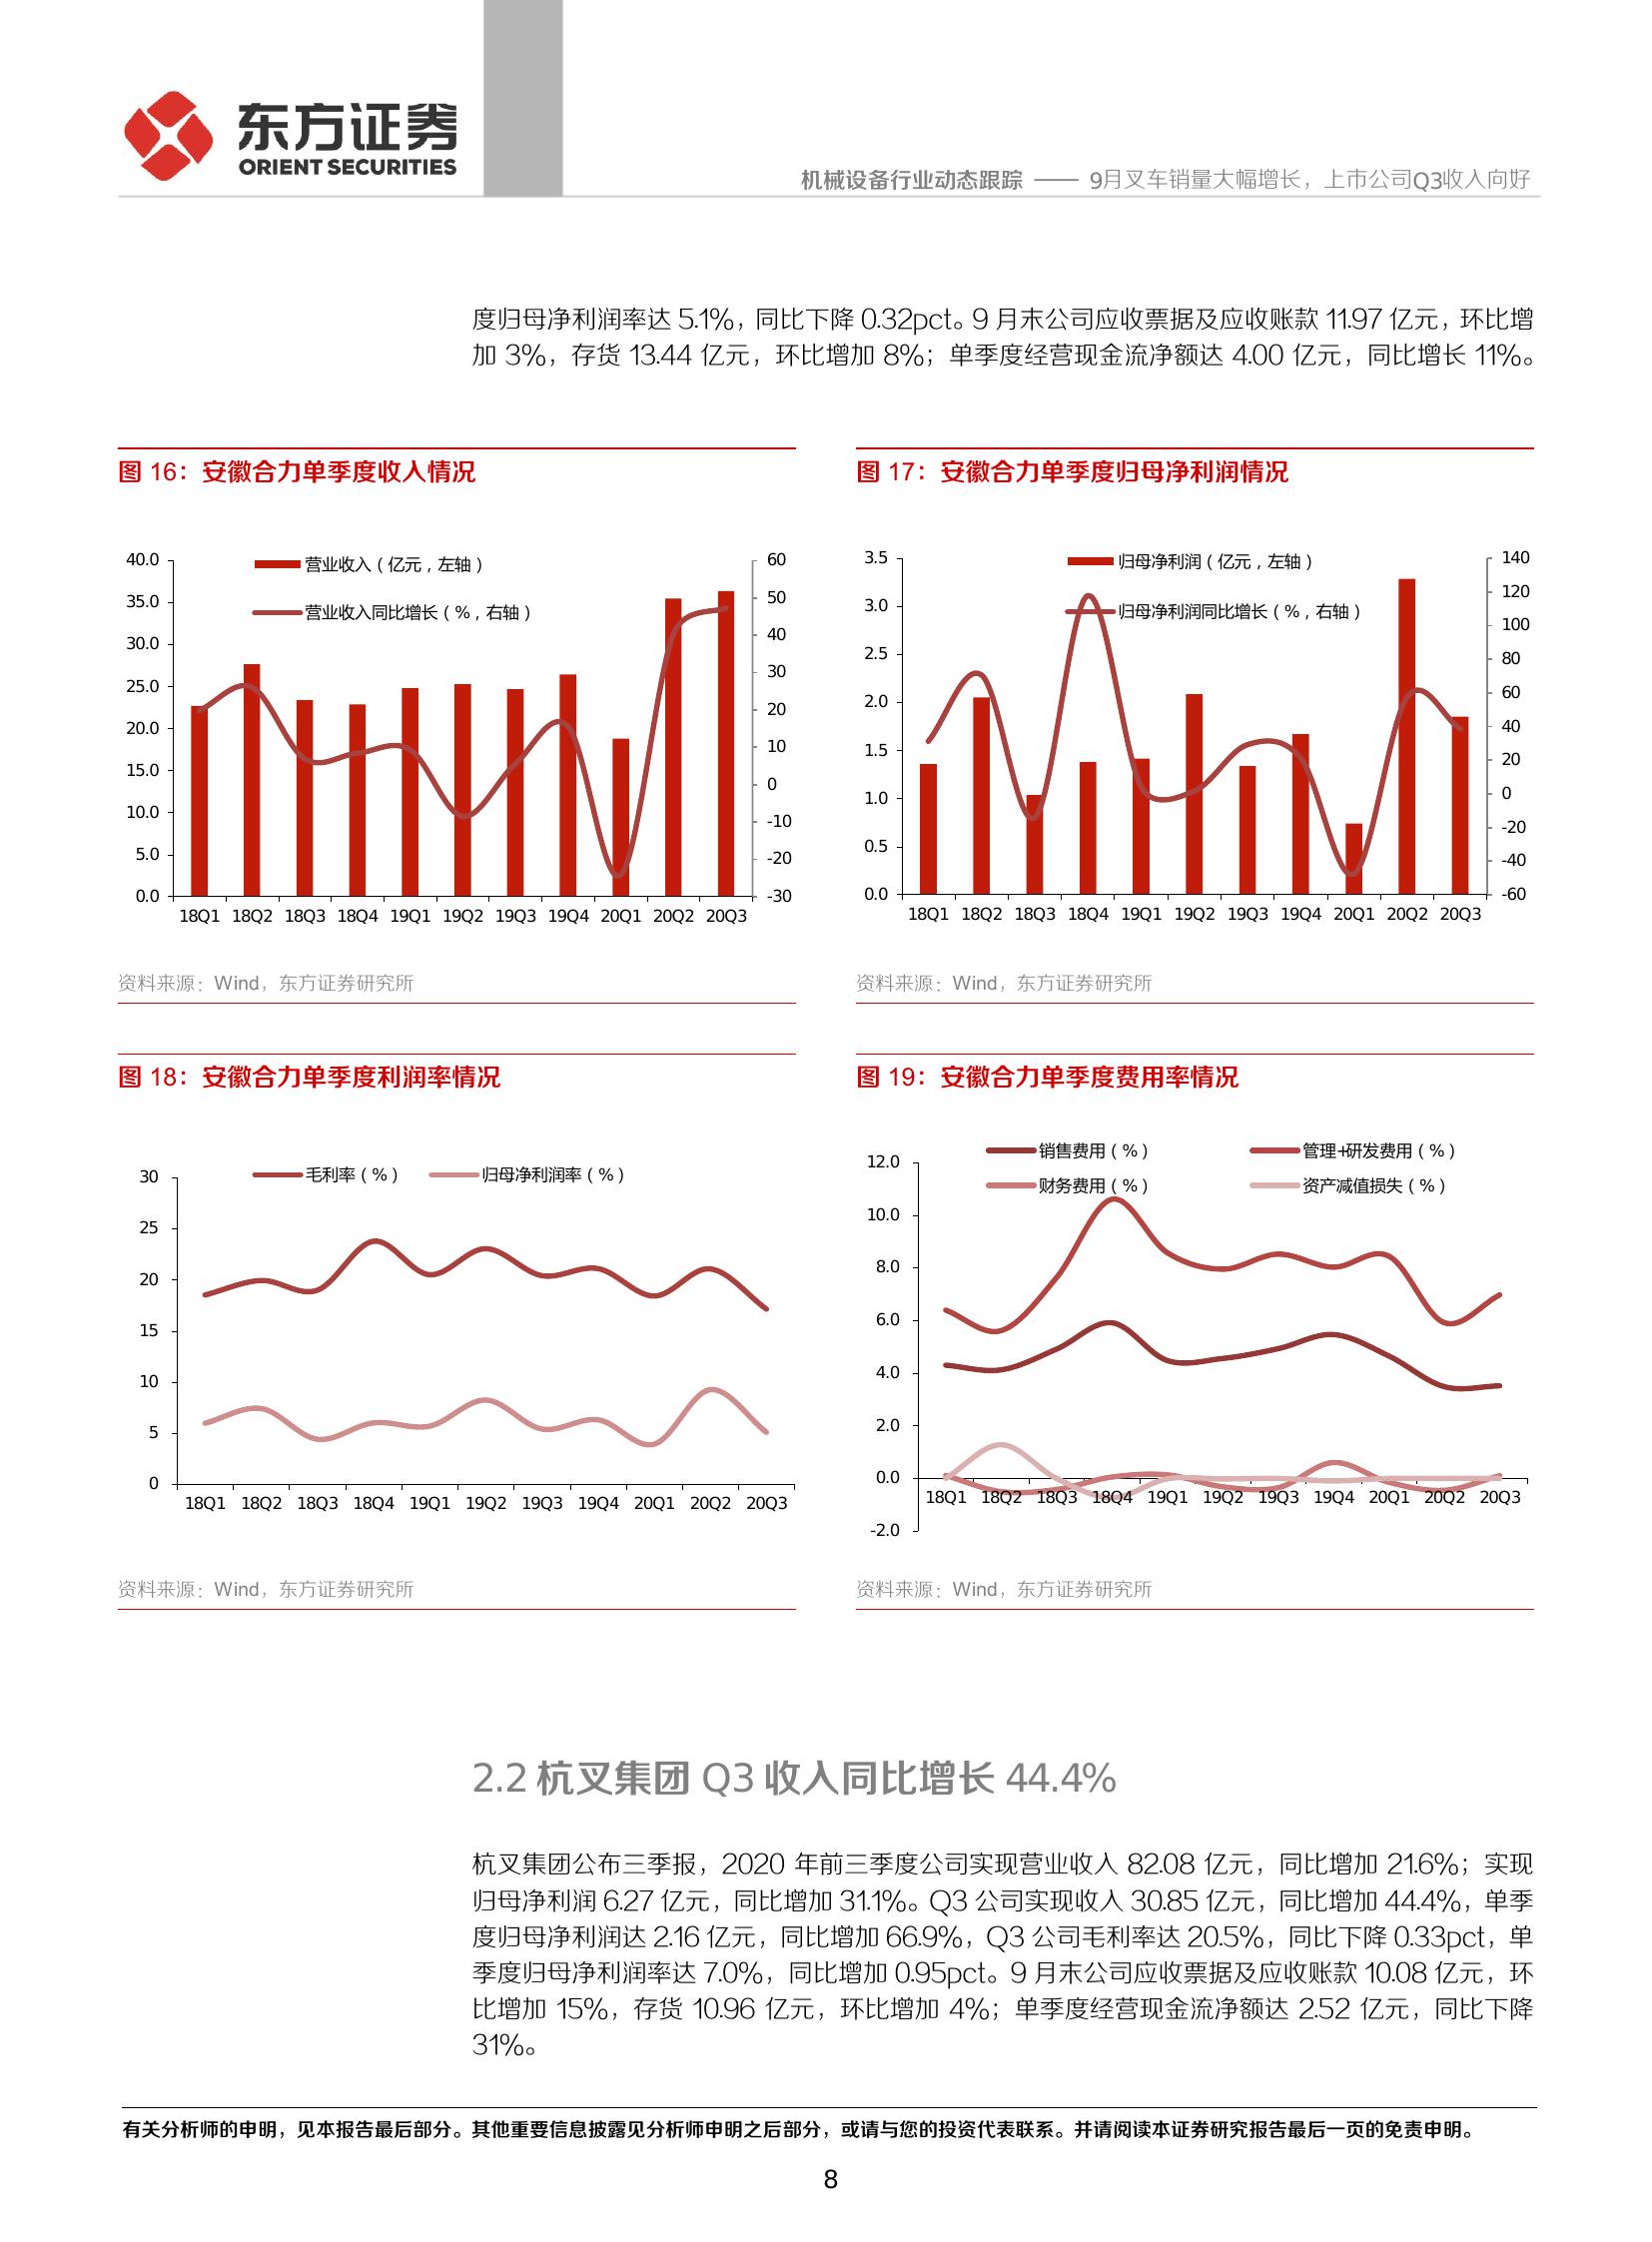 东方证券
ORIENT SECURITIES
机械设备行业动态跟踪 —— 9月叉车销量大幅增长，上市公司Q3收入向好
度归母净利润率达 5.1%，同比下降 0.32pct。9 月末公司应收票据及应收账款 11.97 亿元，环比增
加 3%，存货 13.44 亿元，环比增加 8%；单季度经营现金流净额达 4.00 亿元，同比增长 11%。
图 16：安徽合力单季度收入情况
营业收入（亿元，左轴）
营业收入同比增长（%，右轴）
40.0
35.0
30.0
25.0
20.0
15.0
10.0
5.0
0.0
60
50
40
30
20
10
0
-10
-20
-30
18Q1 18Q2 18Q3 18Q4 19Q1 19Q2 19Q3 19Q4 20Q1 20Q2 20Q3
资料来源：Wind，东方证券研究所
图 17：安徽合力单季度归母净利润情况
归母净利润（亿元，左轴）
归母净利润同比增长（%，右轴）
3.5
3.0
2.5
2.0
1.5
1.0
0.5
0.0
140
120
100
80
60
40
20
0
-20
-40
-60
18Q1 18Q2 18Q3 18Q4 19Q1 19Q2 19Q3 19Q4 20Q1 20Q2 20Q3
资料来源：Wind，东方证券研究所
图 18：安徽合力单季度利润率情况
毛利率（%） 归母净利润率（%）
30
25
20
15
10
5
0
18Q1 18Q2 18Q3 18Q4 19Q1 19Q2 19Q3 19Q4 20Q1 20Q2 20Q3
资料来源：Wind，东方证券研究所
图 19：安徽合力单季度费用率情况
销售费用（%） 管理+研发费用（%）
财务费用（%） 资产减值损失（%）
12.0
10.0
8.0
6.0
4.0
2.0
0.0
-2.0
18Q1 18Q2 18Q3 18Q4 19Q1 19Q2 19Q3 19Q4 20Q1 20Q2 20Q3
资料来源：Wind，东方证券研究所
2.2 杭叉集团 Q3 收入同比增长 44.4%
杭叉集团公布三季报，2020 年前三季度公司实现营业收入 82.08 亿元，同比增加 21.6%；实现
归母净利润 6.27 亿元，同比增加 31.1%。Q3 公司实现收入 30.85 亿元，同比增加 44.4%，单季
度归母净利润达 2.16 亿元，同比增加 66.9%，Q3 公司毛利率达 20.5%，同比下降 0.33pct，单
季度归母净利润率达 7.0%，同比增加 0.95pct。9 月末公司应收票据及应收账款 10.08 亿元，环
比增加 15%，存货 10.96 亿元，环比增加 4%；单季度经营现金流净额达 2.52 亿元，同比下降
31%。
有关分析师的申明，见本报告最后部分。其他重要信息披露见分析师申明之后部分，或请与您的投资代表联系。并请阅读本证券研究报告最后一页的免责申明。
8